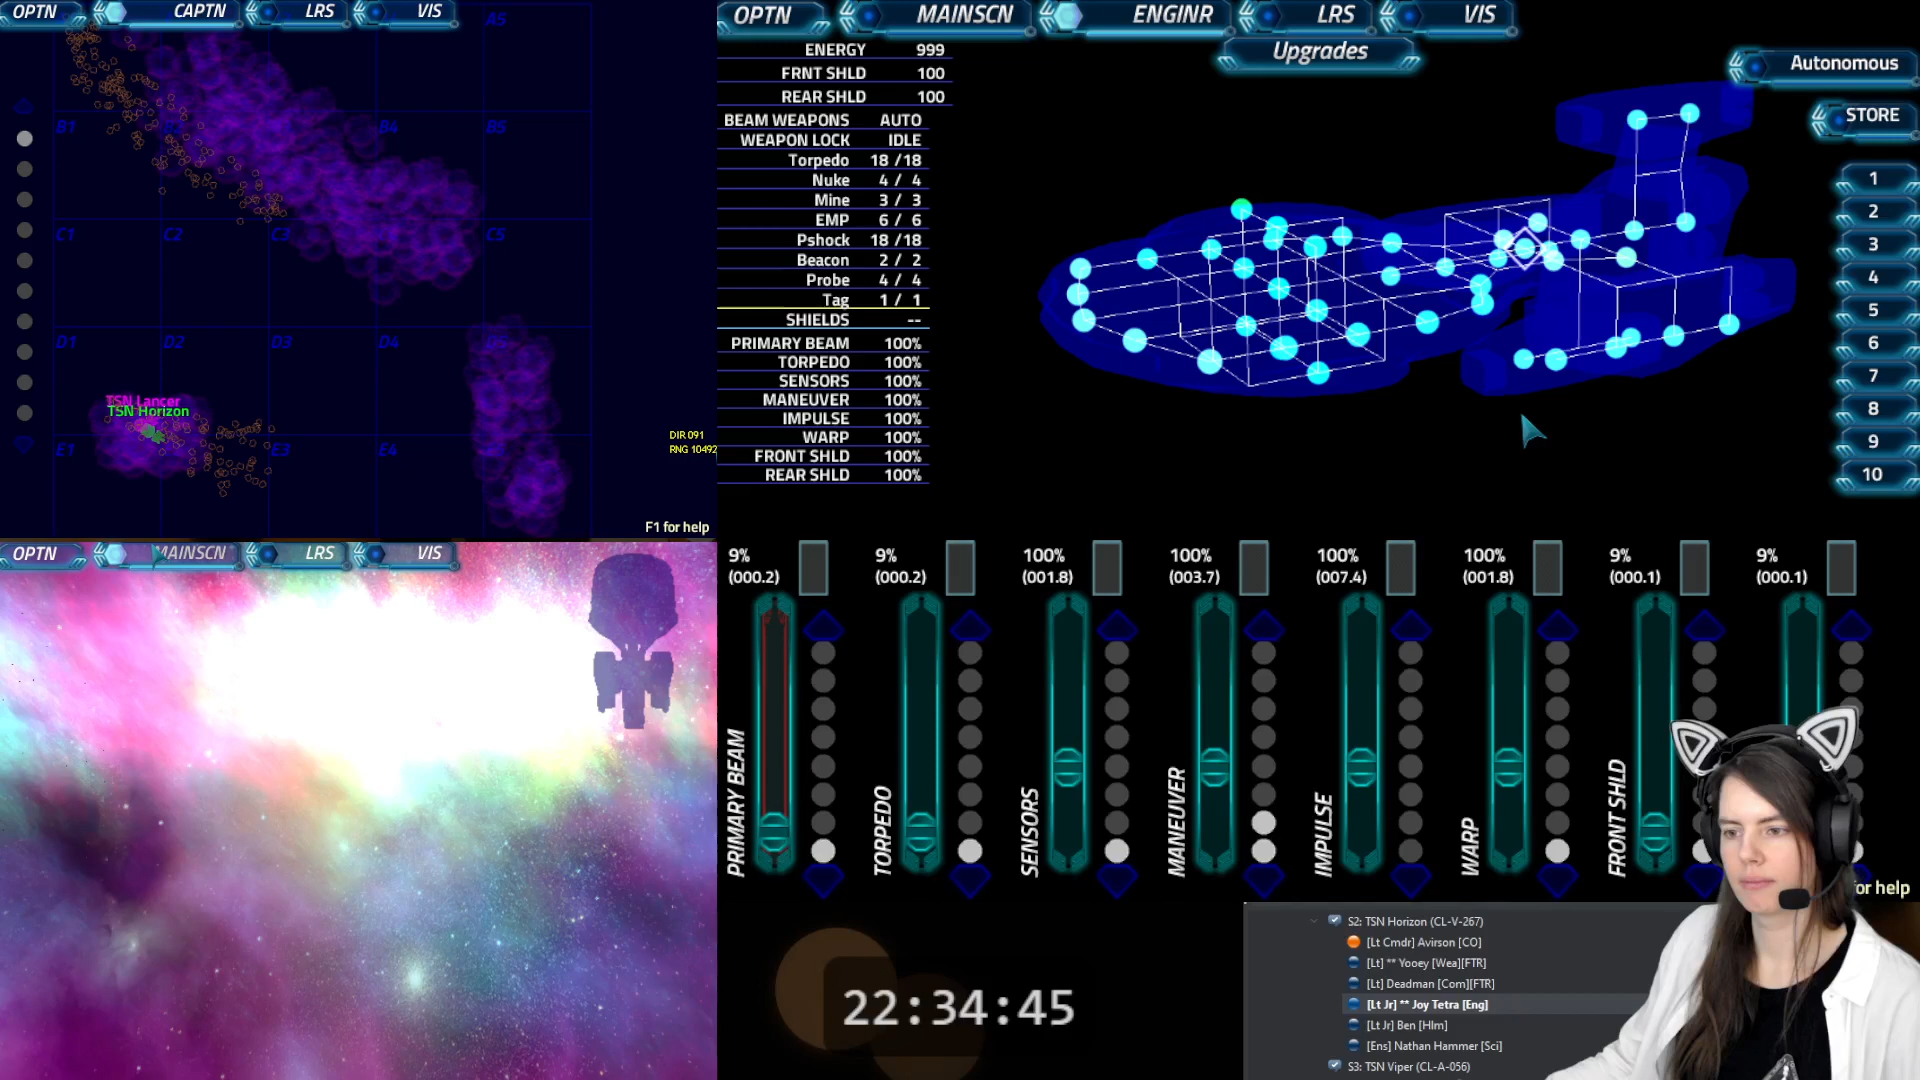 OPTN CAPTN LRS VIS
A5
B1 B4 B5
C1 C2 C3 C5
D1 D2 D3 D4
TSN Lancer
TSN Horizon
E1 E3 E4
DIR 091
RNG 10492
F1 for help
OPTN MAINSCN ENGINR LRS VIS
Upgrades
Autonomous
STORE
1
2
3
4
5
6
7
8
9
10
ENERGY 999
FRNT SHLD 100
REAR SHLD 100
BEAM WEAPONS AUTO
WEAPON LOCK IDLE
Torpedo 18 /18
Nuke 4 / 4
Mine 3 / 3
EMP 6 / 6
Pshock 18 /18
Beacon 2 / 2
Probe 4 / 4
Tag 1 / 1
SHIELDS --
PRIMARY BEAM 100%
TORPEDO 100%
SENSORS 100%
MANEUVER 100%
IMPULSE 100%
WARP 100%
FRONT SHLD 100%
REAR SHLD 100%
OPTN MAINSCN LRS VIS
9% 9% 100% 100% 100% 100% 9% 9%
(000.2) (000.2) (001.8) (003.7) (007.4) (001.8) (000.1) (000.1)
PRIMARY BEAM
TORPEDO
SENSORS
MANEUVER
IMPULSE
WARP
FRONT SHLD
for help
22:34:45
S2: TSN Horizon (CL-V-267)
[Lt Cmdr] Avirson [CO]
[Lt] ** Yooey [Wea][FTR]
[Lt] Deadman [Com][FTR]
[Lt Jr] ** Joy Tetra [Eng]
[Lt Jr] Ben [Hlm]
[Ens] Nathan Hammer [Sci]
S3: TSN Viper (CL-A-056)